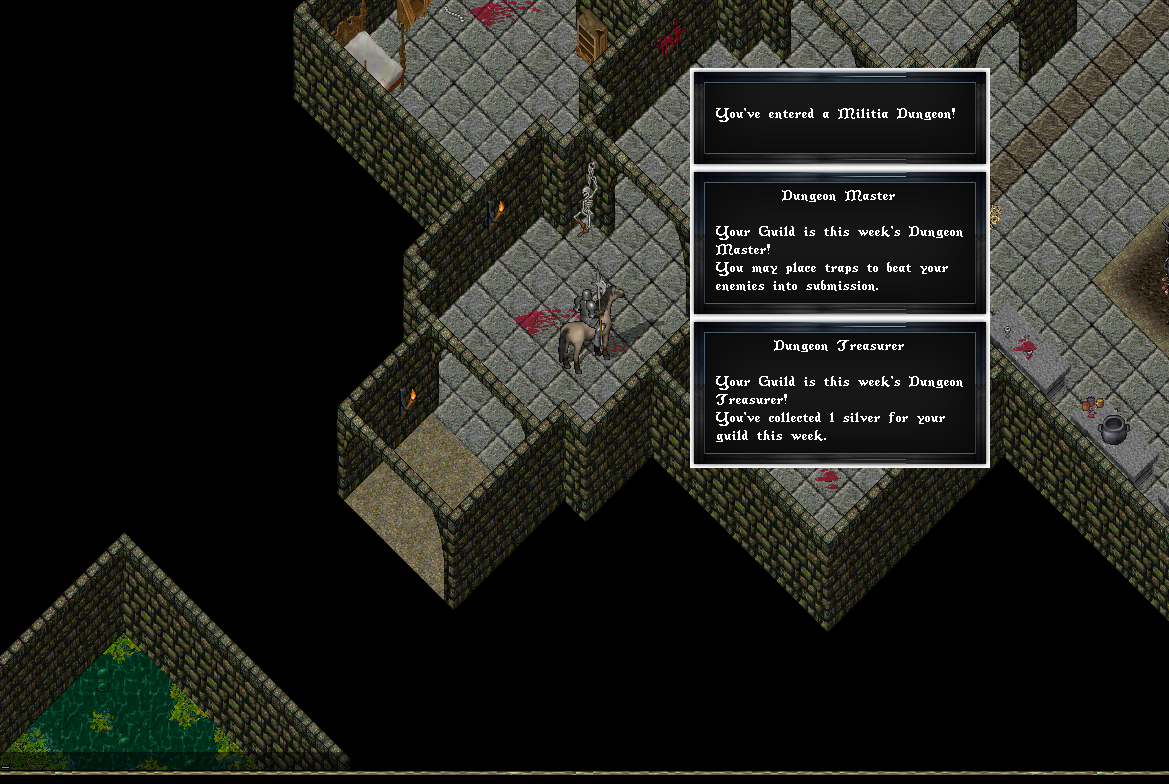 You've entered a Militia Dungeon!
Dungeon Master
Your Guild is this week's Dungeon
Master!
You may place traps to beat your
enemies into submission.
Dungeon Treasurer
Your Guild is this week's Dungeon
Treasurer!
You've collected 1 silver for your
guild this week.